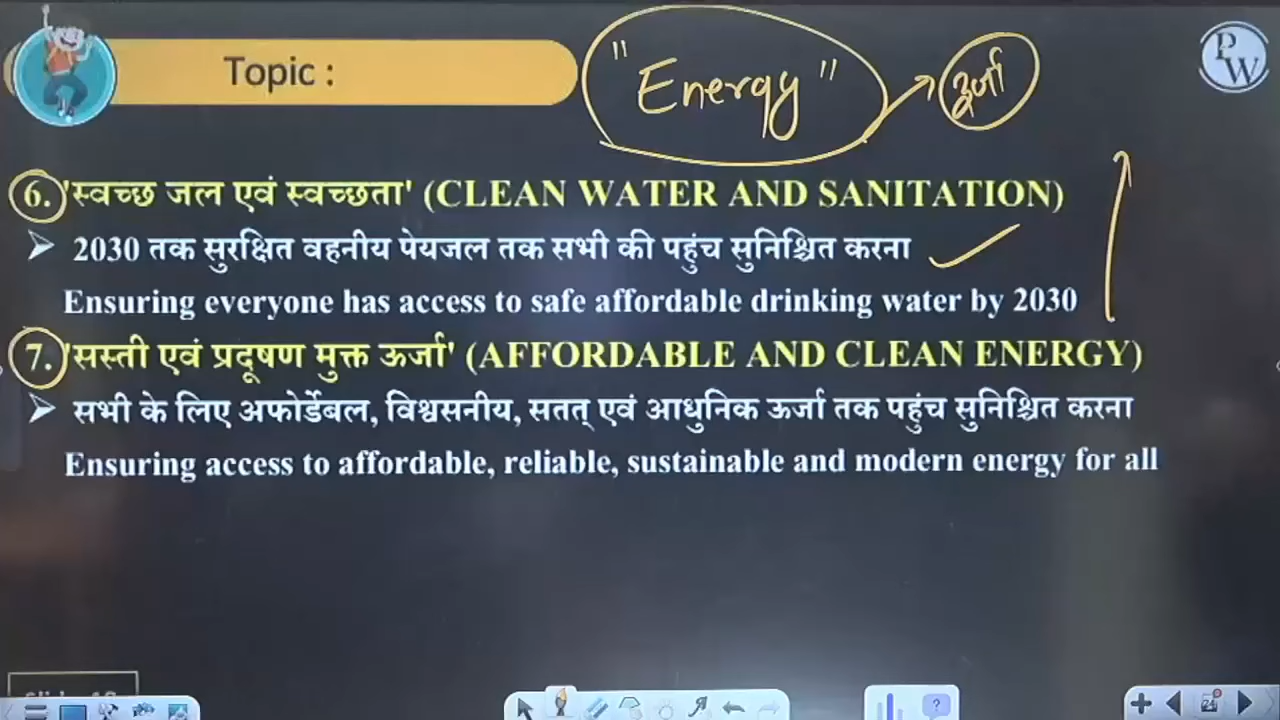 Topic :
"Energy"
ऊर्जा
PW
6. 'स्वच्छ जल एवं स्वच्छता' (CLEAN WATER AND SANITATION)
➤ 2030 तक सुरक्षित वहनीय पेयजल तक सभी की पहुंच सुनिश्चित करना
Ensuring everyone has access to safe affordable drinking water by 2030
7. 'सस्ती एवं प्रदूषण मुक्त ऊर्जा' (AFFORDABLE AND CLEAN ENERGY)
➤ सभी के लिए अफोर्डेबल, विश्वसनीय, सतत् एवं आधुनिक ऊर्जा तक पहुंच सुनिश्चित करना
Ensuring access to affordable, reliable, sustainable and modern energy for all
24